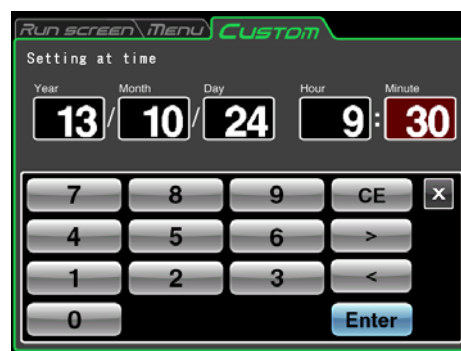 Run screen Menu Custom
Setting at time
Year Month Day Hour Minute
13/10/24 9:30
7 8 9 CE X
4 5 6 >
1 2 3 <
0 Enter